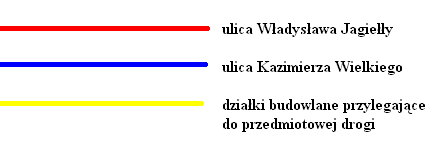 ulica Władysława Jagiełły
ulica Kazimierza Wielkiego
działki budowlane przylegające
do przedmiotowej drogi